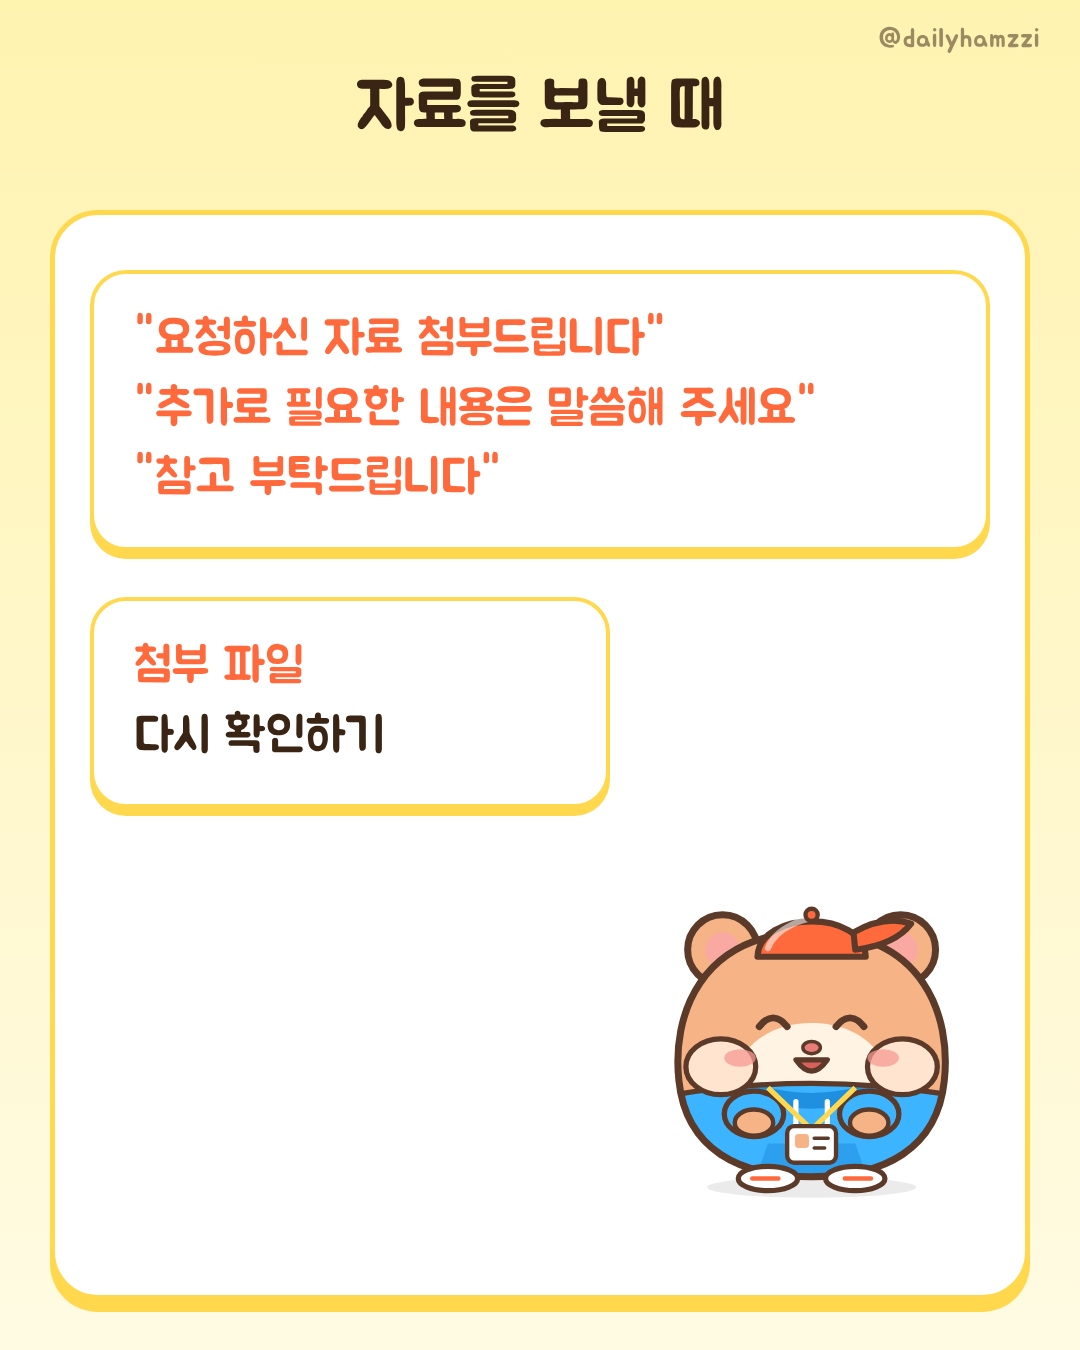 @dailyhamzzi
자료를 보낼 때
"요청하신 자료 첨부드립니다"
"추가로 필요한 내용은 말씀해 주세요"
"참고 부탁드립니다"
첨부 파일
다시 확인하기